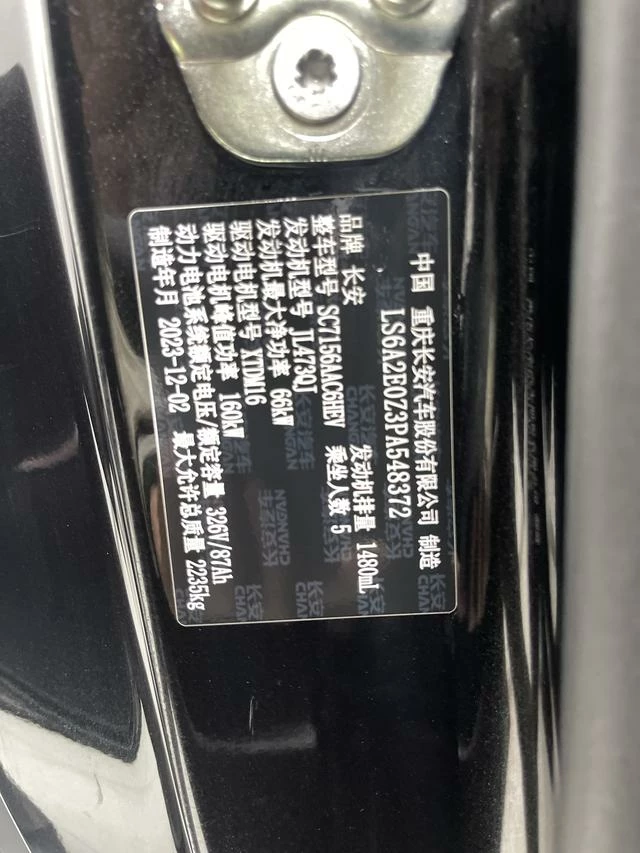 中国 重庆长安汽车股份有限公司 制造
LS6A2E0Z3PA548372
品牌 长安
整车型号 SC7156AAC6HEV 乘坐人数 5
发动机型号 JL473QJ 发动机排量 1480mL
发动机最大净功率 66kW
驱动电机型号 XTDM16
驱动电机峰值功率 160kW
动力电池系统额定电压/额定容量 326V/87Ah
制造年月 2023-12-02 最大允许总质量 2235kg